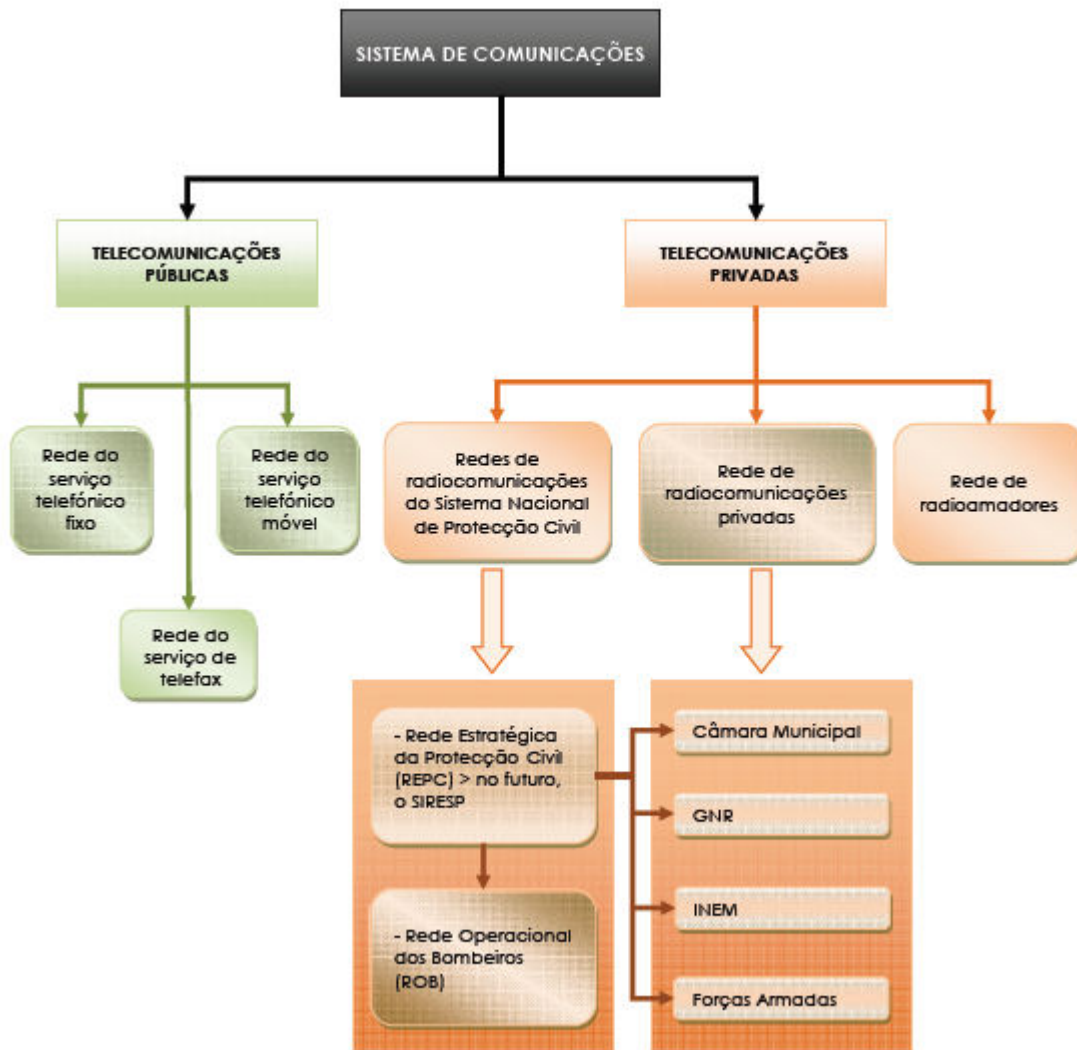 SISTEMA DE COMUNICAÇÕES
TELECOMUNICAÇÕES
PÚBLICAS
TELECOMUNICAÇÕES
PRIVADAS
Rede do
serviço
telefónico
fixo
Rede do
serviço
telefónico
móvel
Rede do
serviço de
telefax
Redes de
radiocomunicações
do Sistema Nacional
de Protecção Civil
Rede de
radiocomunicações
privadas
Rede de
radioamadores
- Rede Estratégica
da Protecção Civil
(REPC) > no futuro,
o SIRESP
- Rede Operacional
dos Bombeiros
(ROB)
Câmara Municipal
GNR
INEM
Forças Armadas